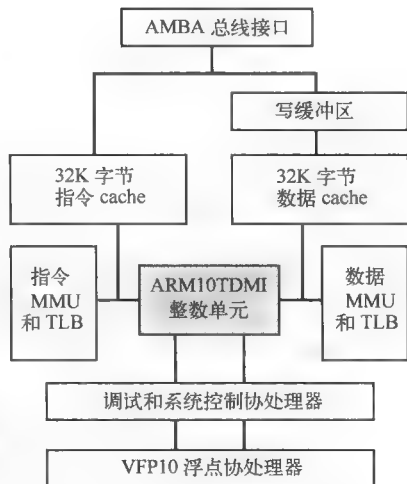 AMBA 总线接口
写缓冲区
32K 字节
指令 cache
32K 字节
数据 cache
指令
MMU
和 TLB
ARM10TDMI
整数单元
数据
MMU
和 TLB
调试和系统控制协处理器
VFP10 浮点协处理器